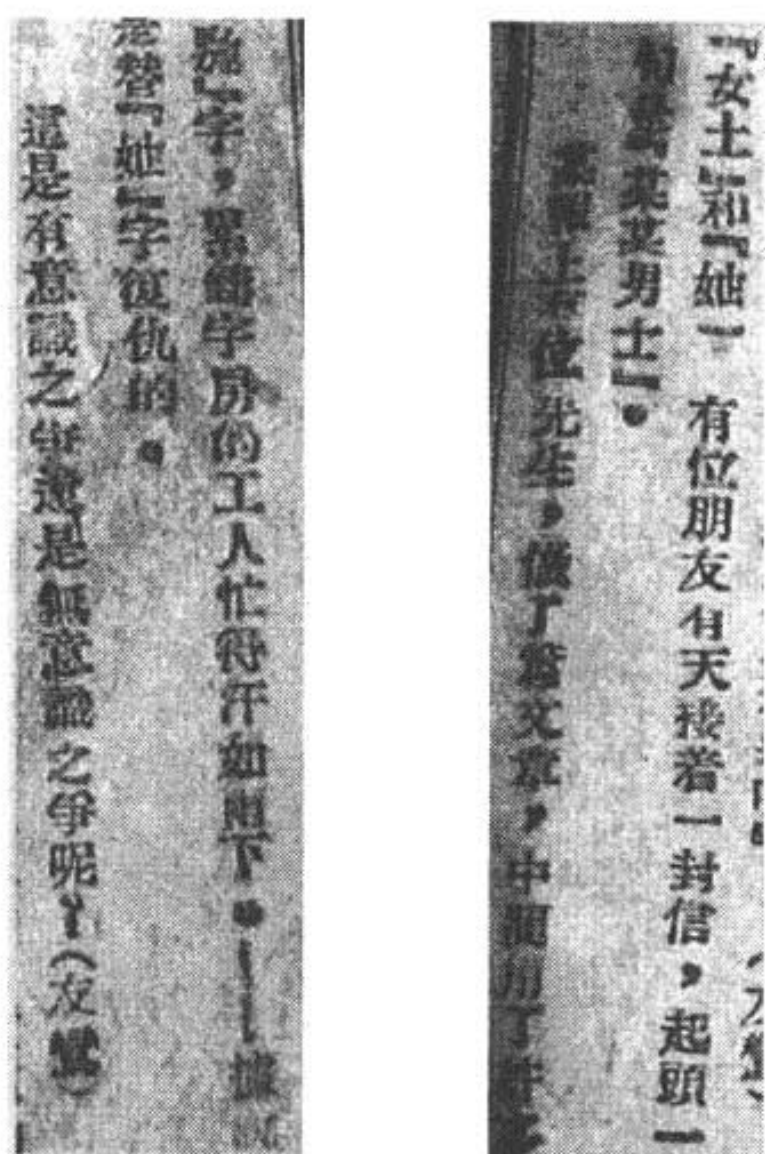 『女士』和『她』 有位朋友有天接着一封信，起頭一
某某男士』。
上有位先生，做了篇文章，中間用了許多
』字，累鑄字房的工人忙得汗如雨下。——據說
是替『她』字復仇的。
這是有意識之爭還是無意識之爭呢！（友鸞）